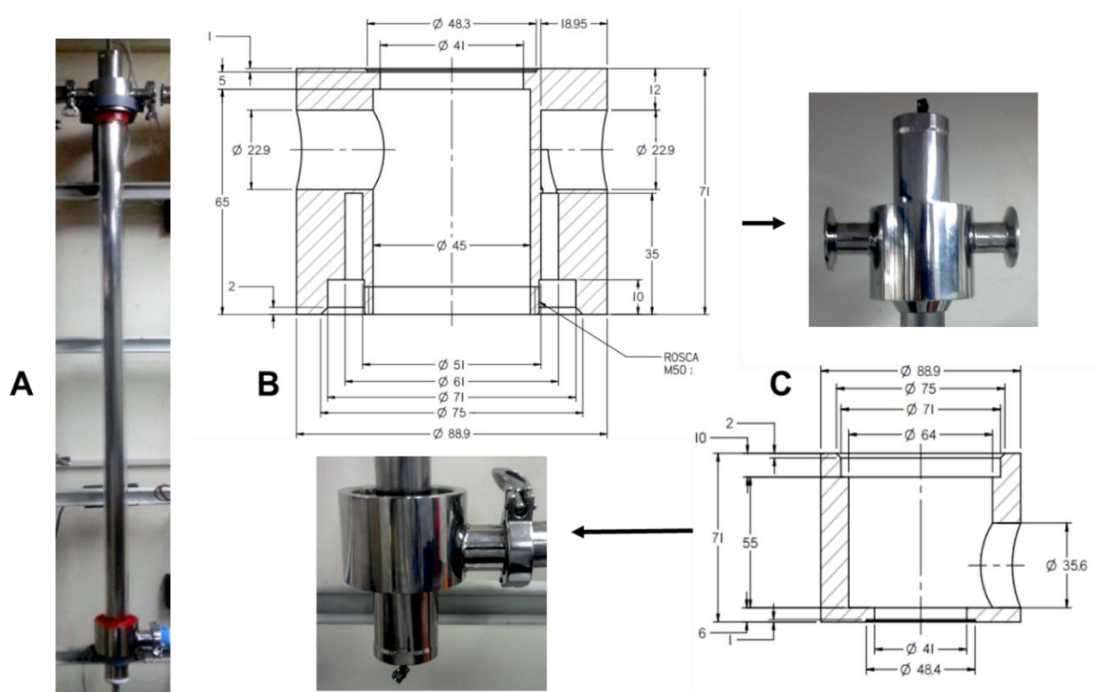 A
B
Ø 48.3
18.95
Ø 41
1
5
12
Ø 22.9
Ø 22.9
65
71
Ø 45
35
2
10
ROSCA
M50 :
Ø 51
Ø 61
Ø 71
Ø 75
Ø 88.9
C
Ø 88.9
Ø 75
Ø 71
Ø 64
2
10
71
55
Ø 35.6
6
1
Ø 41
Ø 48.4